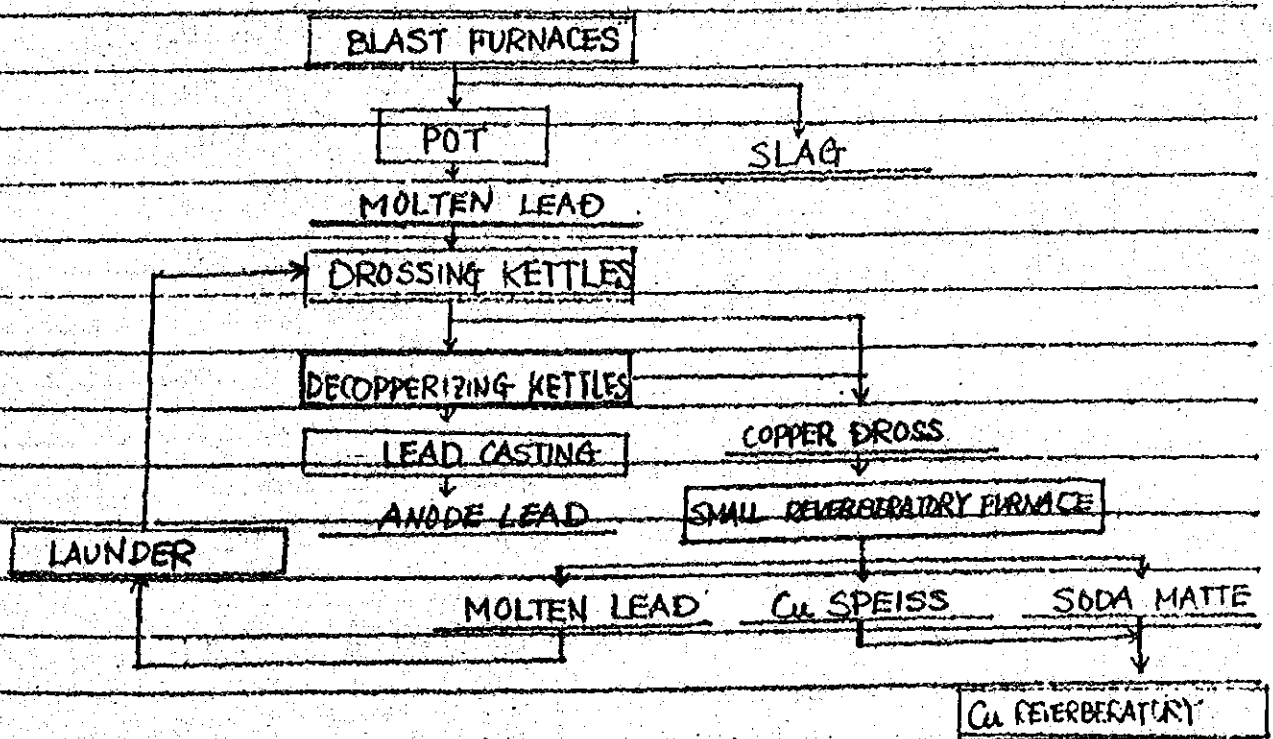 BLAST FURNACES
POT
SLAG
MOLTEN LEAD
DROSSING KETTLES
DECOPPERIZING KETTLES
COPPER DROSS
LEAD CASTING
ANODE LEAD
SMALL REVERBERATORY FURNACE
LAUNDER
MOLTEN LEAD
Cu SPEISS
SODA MATTE
Cu REVERBERATORY